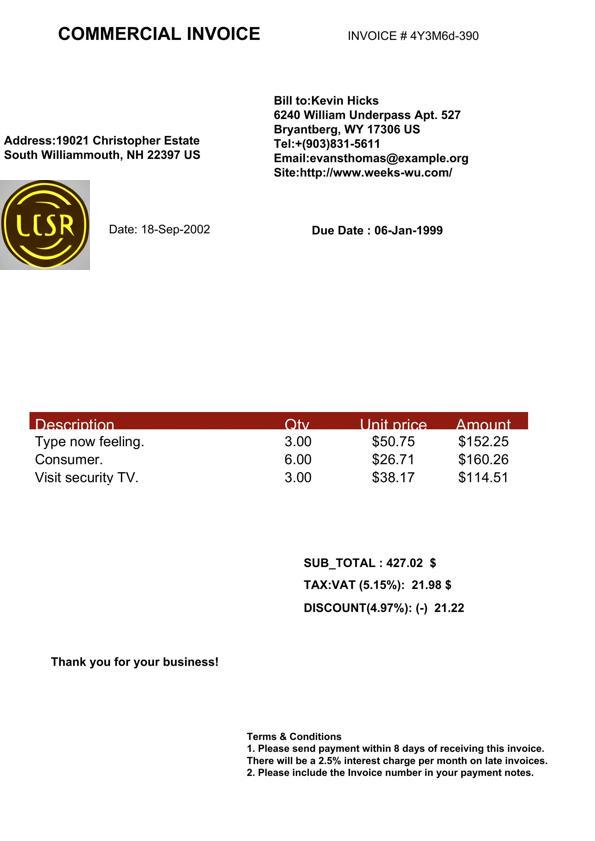 COMMERCIAL INVOICE
INVOICE # 4Y3M6d-390
Bill to:Kevin Hicks
6240 William Underpass Apt. 527
Bryantberg, WY 17306 US
Tel:+(903)831-5611
Email:evansthomas@example.org
Site:http://www.weeks-wu.com/
Address:19021 Christopher Estate
South Williammouth, NH 22397 US
Date: 18-Sep-2002
Due Date : 06-Jan-1999
Description Qty Unit price Amount
Type now feeling. 3.00 $50.75 $152.25
Consumer. 6.00 $26.71 $160.26
Visit security TV. 3.00 $38.17 $114.51
SUB_TOTAL : 427.02 $
TAX:VAT (5.15%): 21.98 $
DISCOUNT(4.97%): (-) 21.22
Thank you for your business!
Terms & Conditions
1. Please send payment within 8 days of receiving this invoice.
There will be a 2.5% interest charge per month on late invoices.
2. Please include the Invoice number in your payment notes.